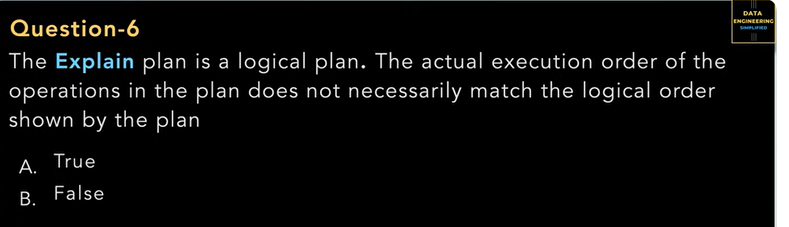 DATA
ENGINEERING
SIMPLIFIED
Question-6
The Explain plan is a logical plan. The actual execution order of the
operations in the plan does not necessarily match the logical order
shown by the plan
A. True
B. False